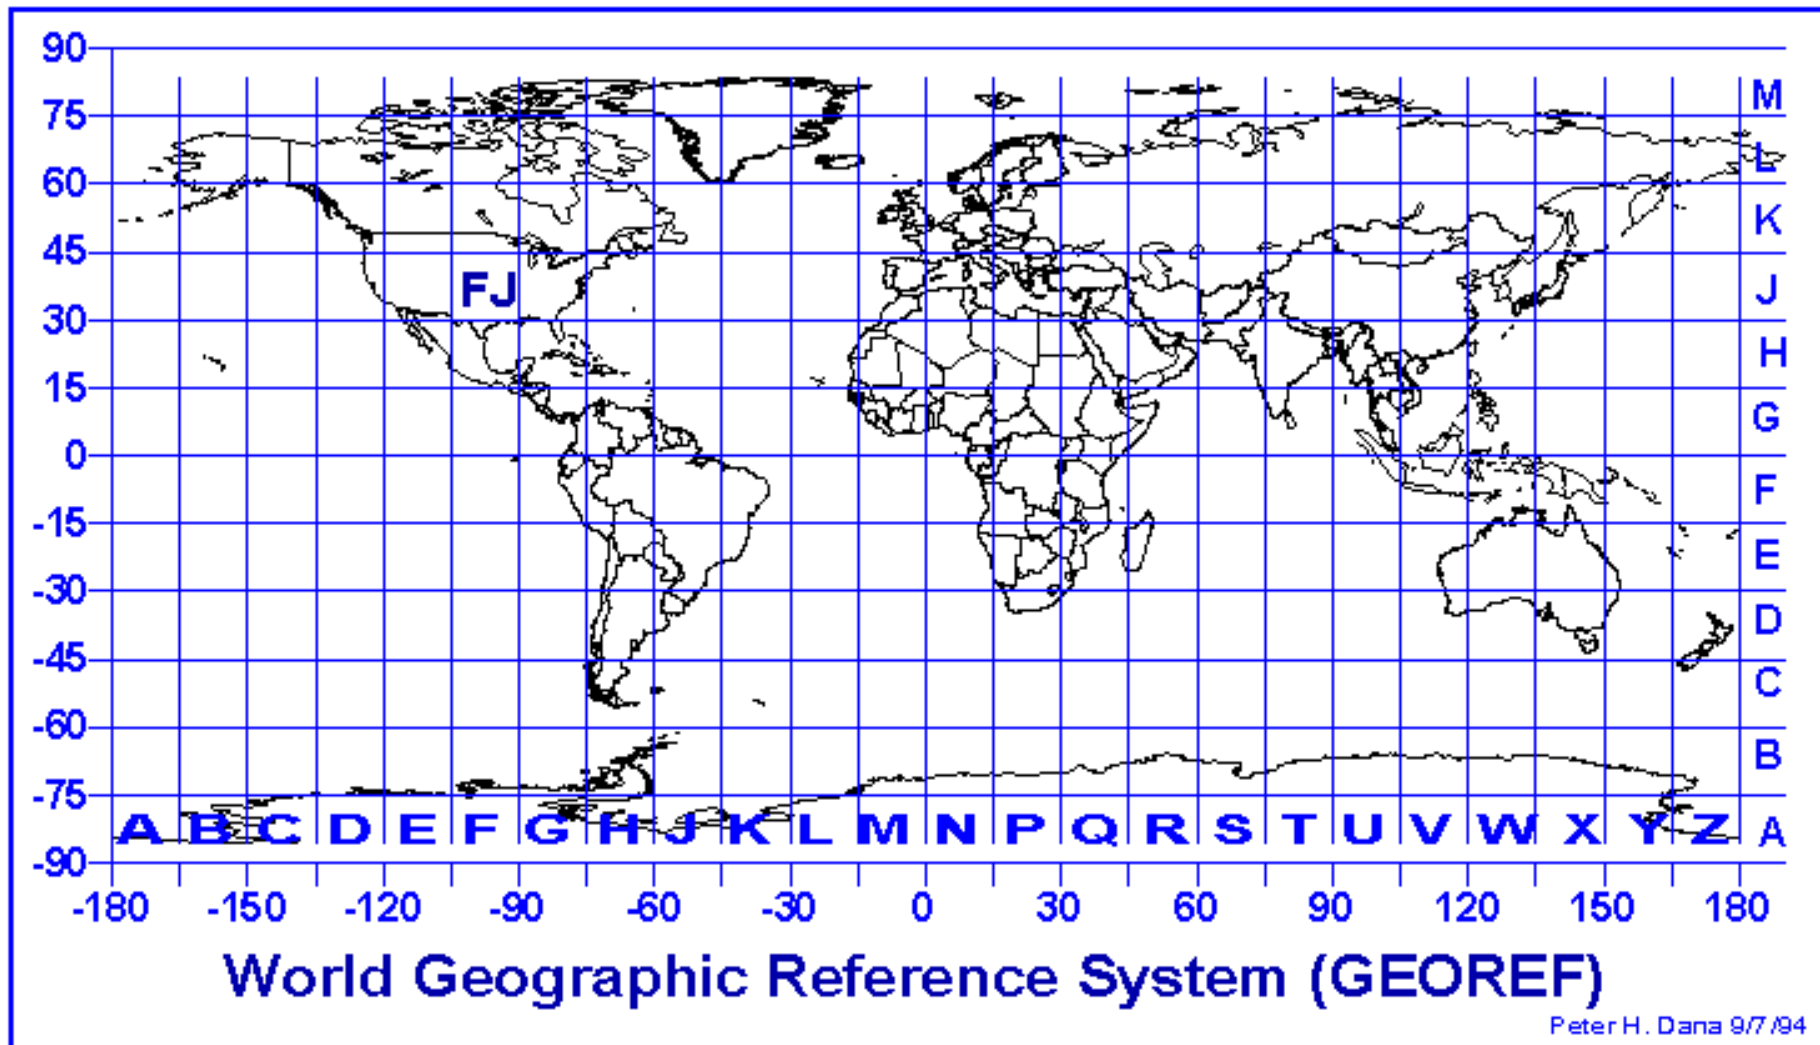 90
M
75
L
60
K
45
FJ
J
30
H
15
G
0
F
-15
E
-30
D
-45
C
-60
B
-75
A B C D E F G H J K L M N P Q R S T U V W X Y Z A
-90
-180 -150 -120 -90 -60 -30 0 30 60 90 120 150 180
World Geographic Reference System (GEOREF)
Peter H. Dana 9/7/94